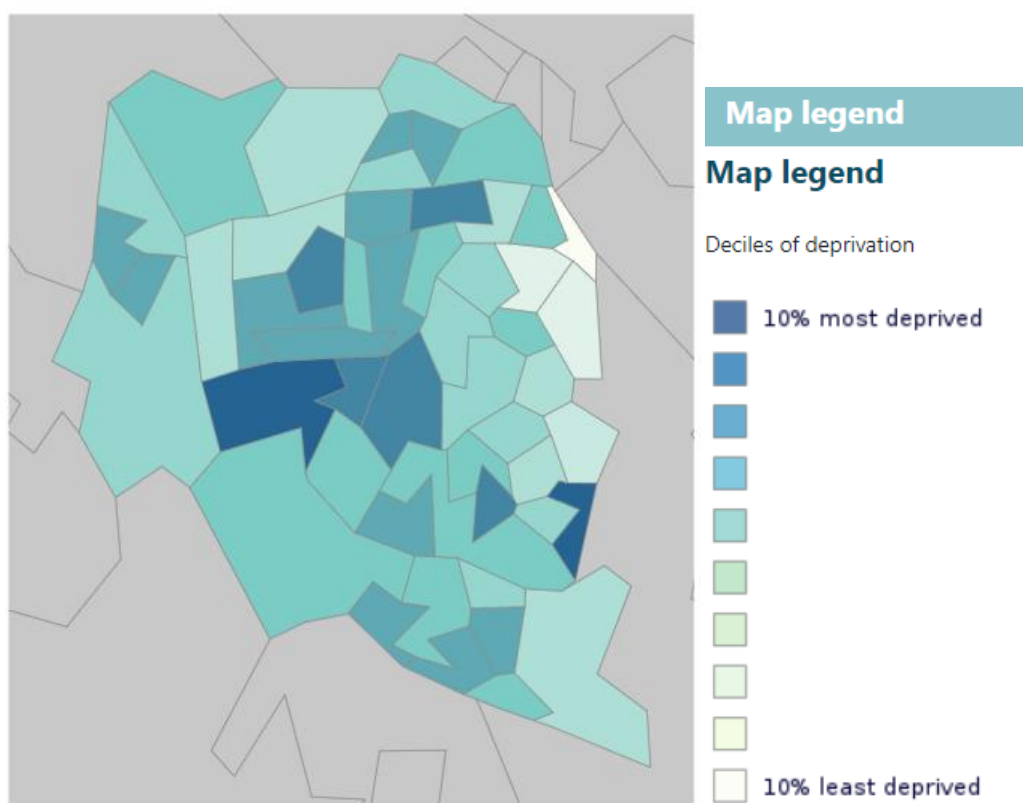 Map legend
Map legend
Deciles of deprivation
10% most deprived
10% least deprived